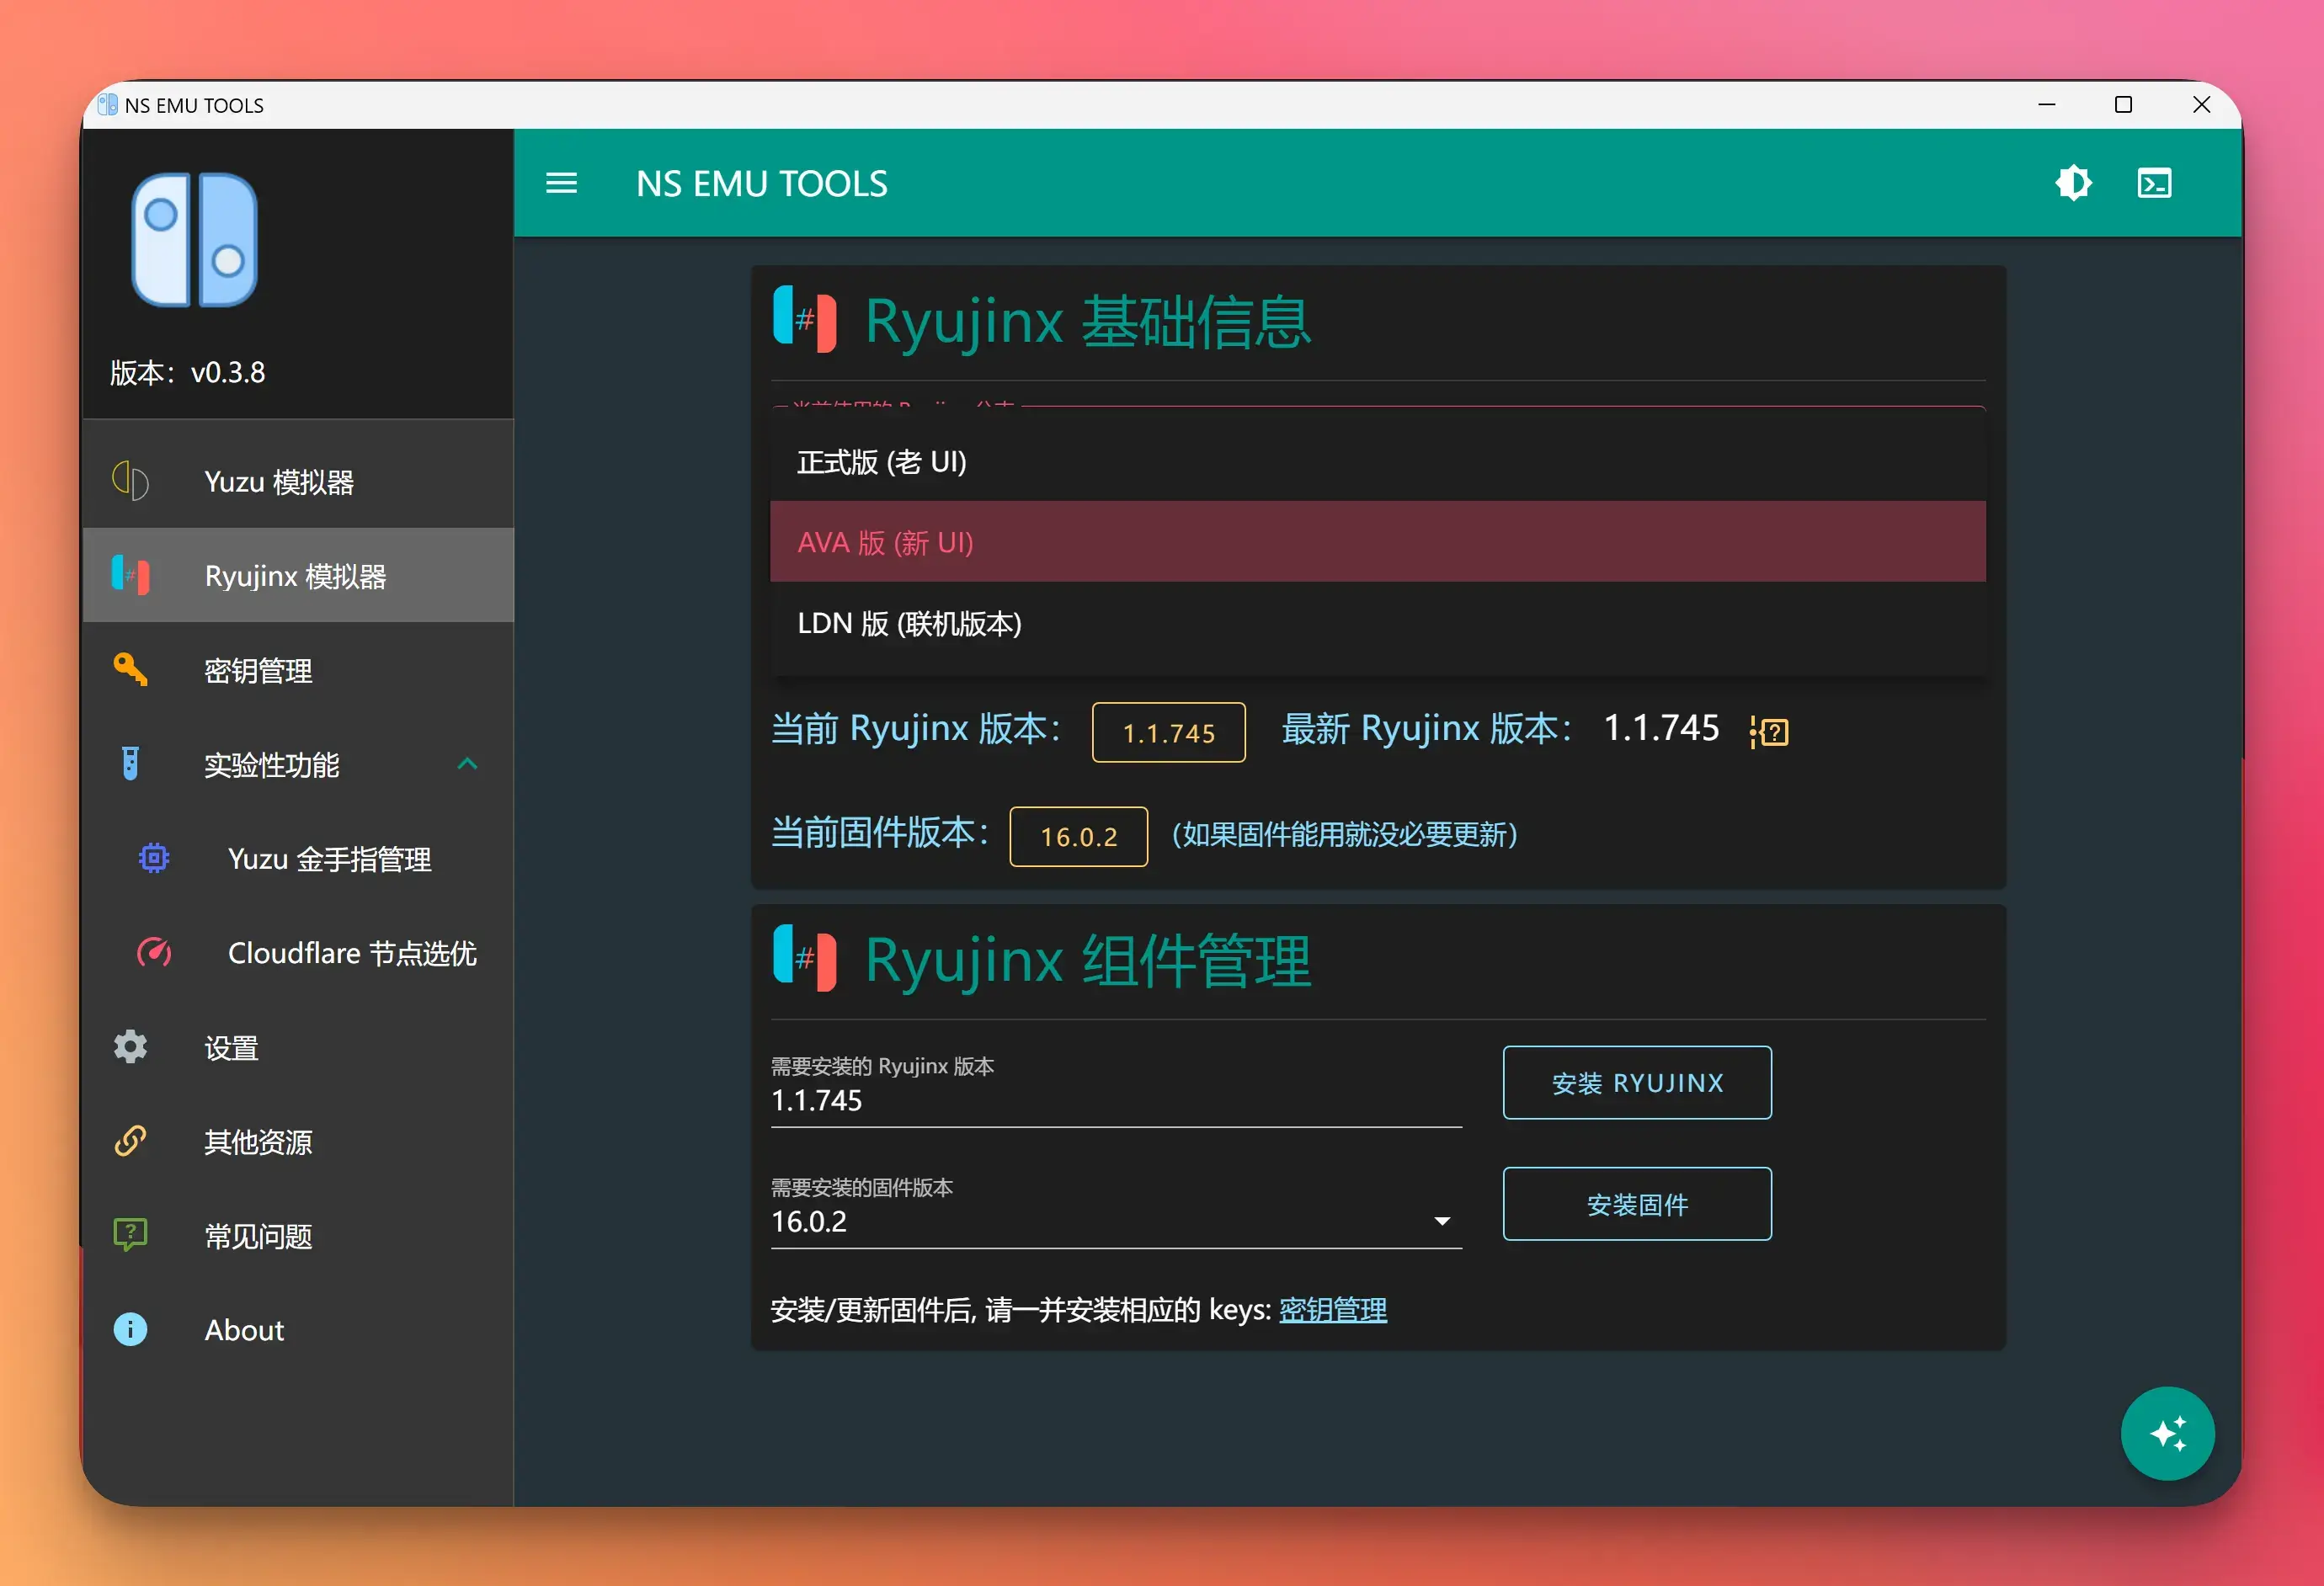 NS EMU TOOLS
版本：v0.3.8
Yuzu 模拟器
Ryujinx 模拟器
密钥管理
实验性功能
Yuzu 金手指管理
Cloudflare 节点选优
设置
其他资源
常见问题
About
NS EMU TOOLS
Ryujinx 基础信息
正式版 (老 UI)
AVA 版 (新 UI)
LDN 版 (联机版本)
当前 Ryujinx 版本： 1.1.745 最新 Ryujinx 版本： 1.1.745
当前固件版本： 16.0.2 （如果固件能用就没必要更新）
Ryujinx 组件管理
需要安装的 Ryujinx 版本
1.1.745
安装 RYUJINX
需要安装的固件版本
16.0.2
安装固件
安装/更新固件后, 请一并安装相应的 keys: 密钥管理